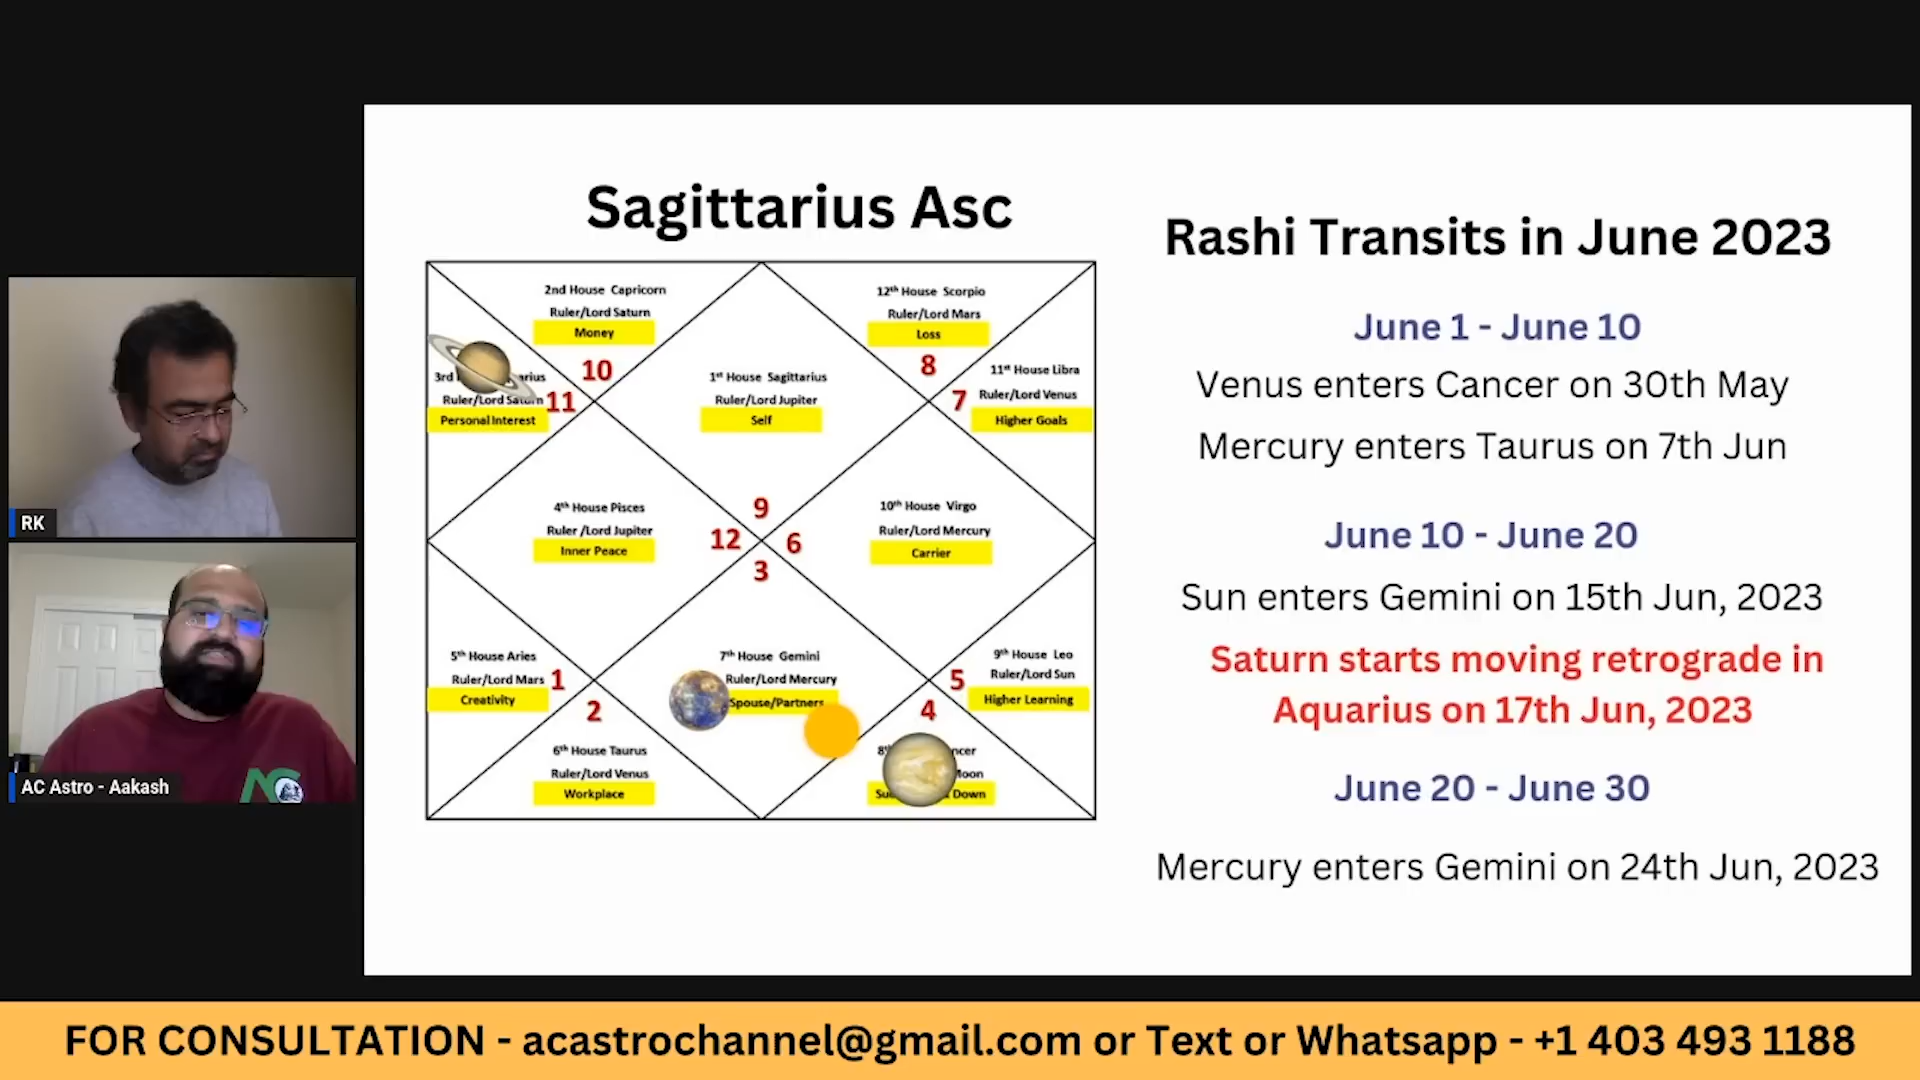 Sagittarius Asc
2nd House Capricorn
Ruler/Lord Saturn
Money
10
12th House Scorpio
Ruler/Lord Mars
Loss
8
3rd
arius
Ruler/Lord Saturn
Personal Interest
11
1st House Sagittarius
Ruler/Lord Jupiter
Self
11th House Libra
Ruler/Lord Venus
Higher Goals
7
4th House Pisces
Ruler /Lord Jupiter
Inner Peace
9
12
6
3
10th House Virgo
Ruler/Lord Mercury
Carrier
5th House Aries
Ruler/Lord Mars
Creativity
1
2
7th House Gemini
Ruler/Lord Mercury
Spouse/Partners
9th House Leo
Ruler/Lord Sun
Higher Learning
5
4
6th House Taurus
Ruler/Lord Venus
Workplace
Down
Rashi Transits in June 2023
June 1 - June 10
Venus enters Cancer on 30th May
Mercury enters Taurus on 7th Jun
June 10 - June 20
Sun enters Gemini on 15th Jun, 2023
Saturn starts moving retrograde in
Aquarius on 17th Jun, 2023
June 20 - June 30
Mercury enters Gemini on 24th Jun, 2023
RK
AC Astro - Aakash
FOR CONSULTATION - acastrochannel@gmail.com or Text or Whatsapp - +1 403 493 1188